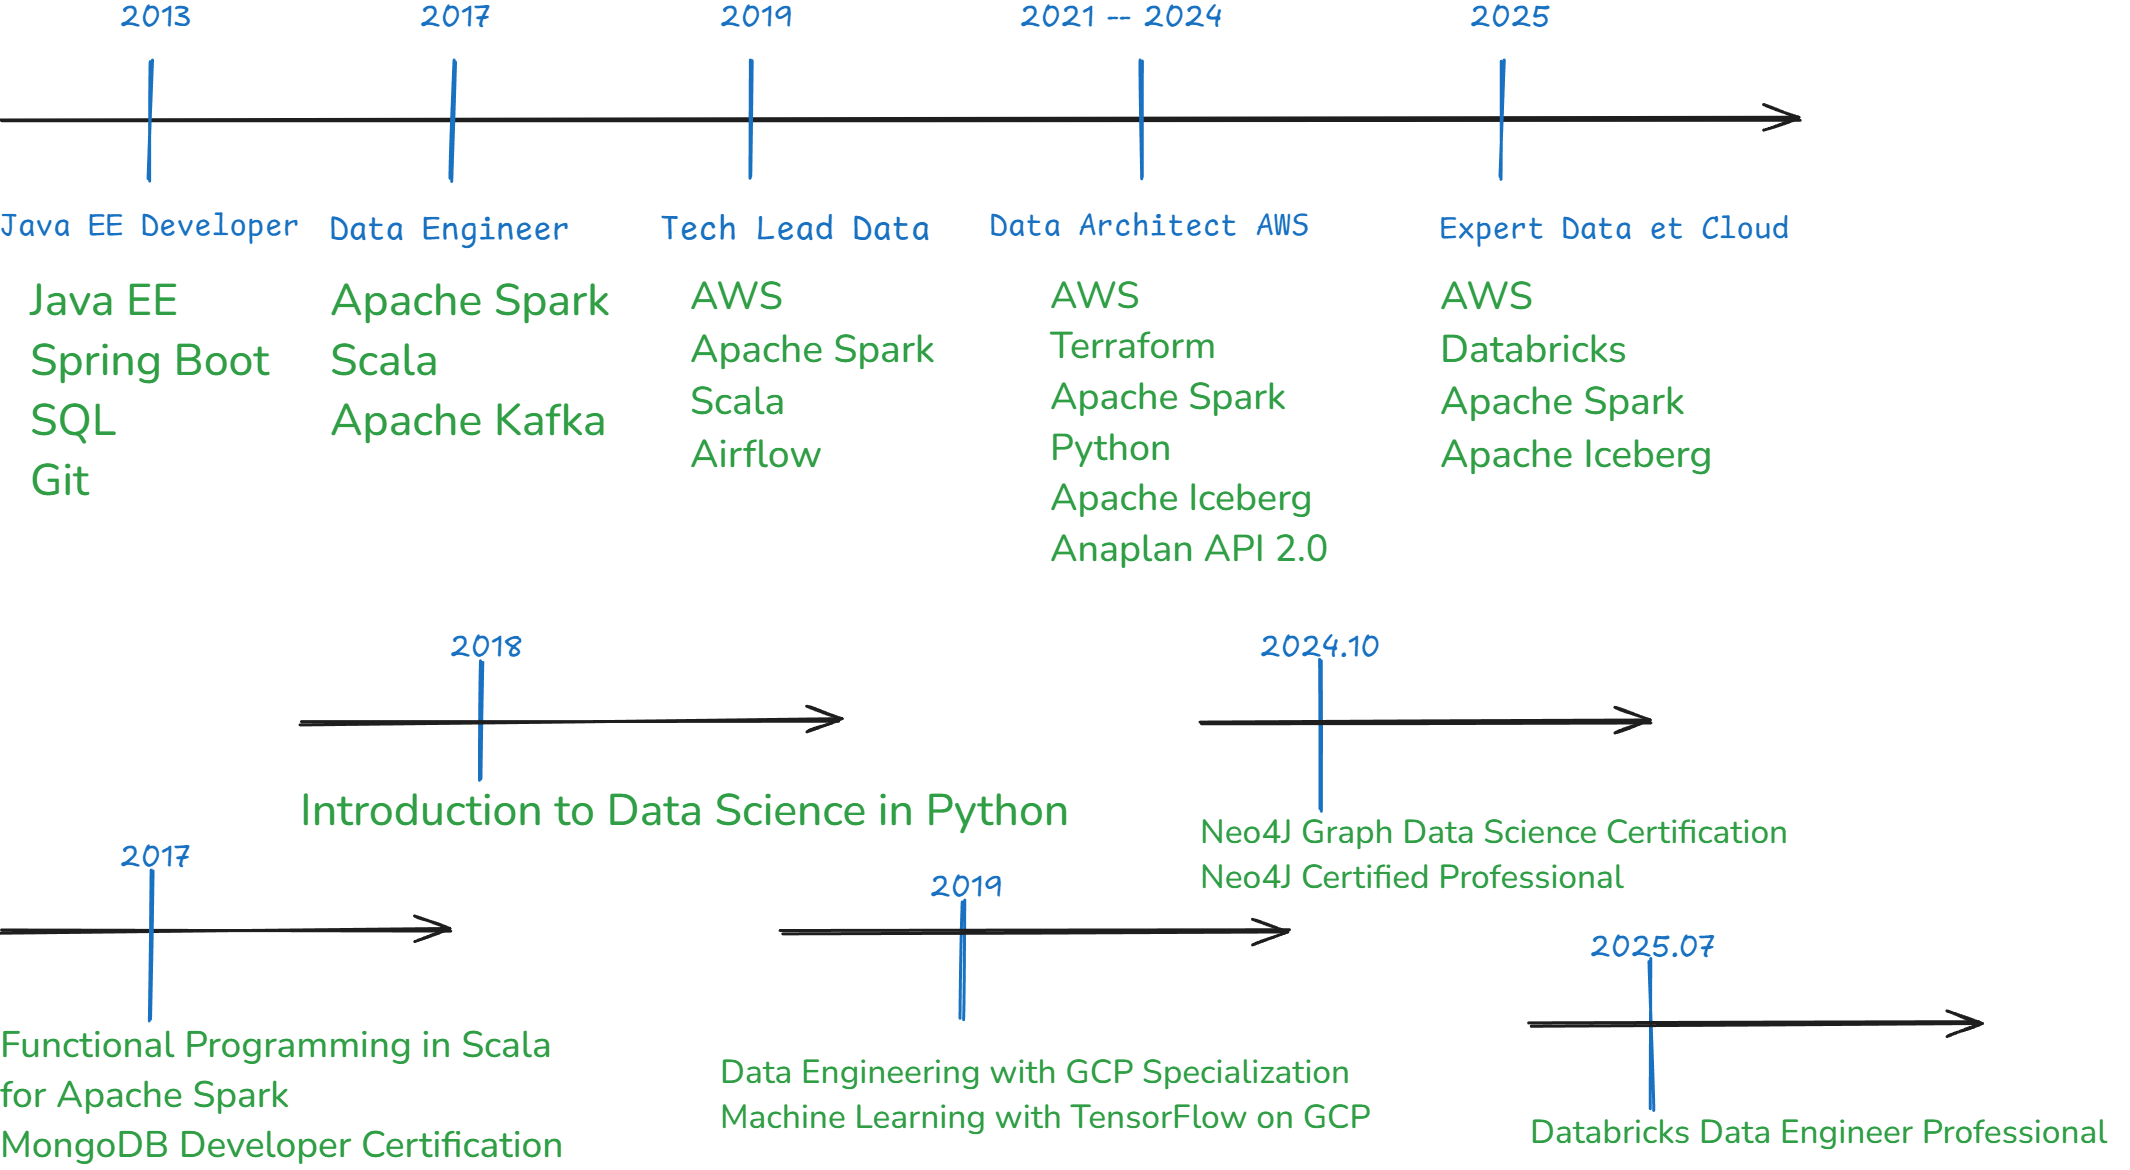 2013
2017
2019
2021 -- 2024
2025
Java EE Developer
Data Engineer
Tech Lead Data
Data Architect AWS
Expert Data et Cloud
Java EE
Spring Boot
SQL
Git
Apache Spark
Scala
Apache Kafka
AWS
Apache Spark
Scala
Airflow
AWS
Terraform
Apache Spark
Python
Apache Iceberg
Anaplan API 2.0
AWS
Databricks
Apache Spark
Apache Iceberg
2018
Introduction to Data Science in Python
2024.10
Neo4J Graph Data Science Certification
Neo4J Certified Professional
2017
Functional Programming in Scala
for Apache Spark
MongoDB Developer Certification
2019
Data Engineering with GCP Specialization
Machine Learning with TensorFlow on GCP
2025.07
Databricks Data Engineer Professional